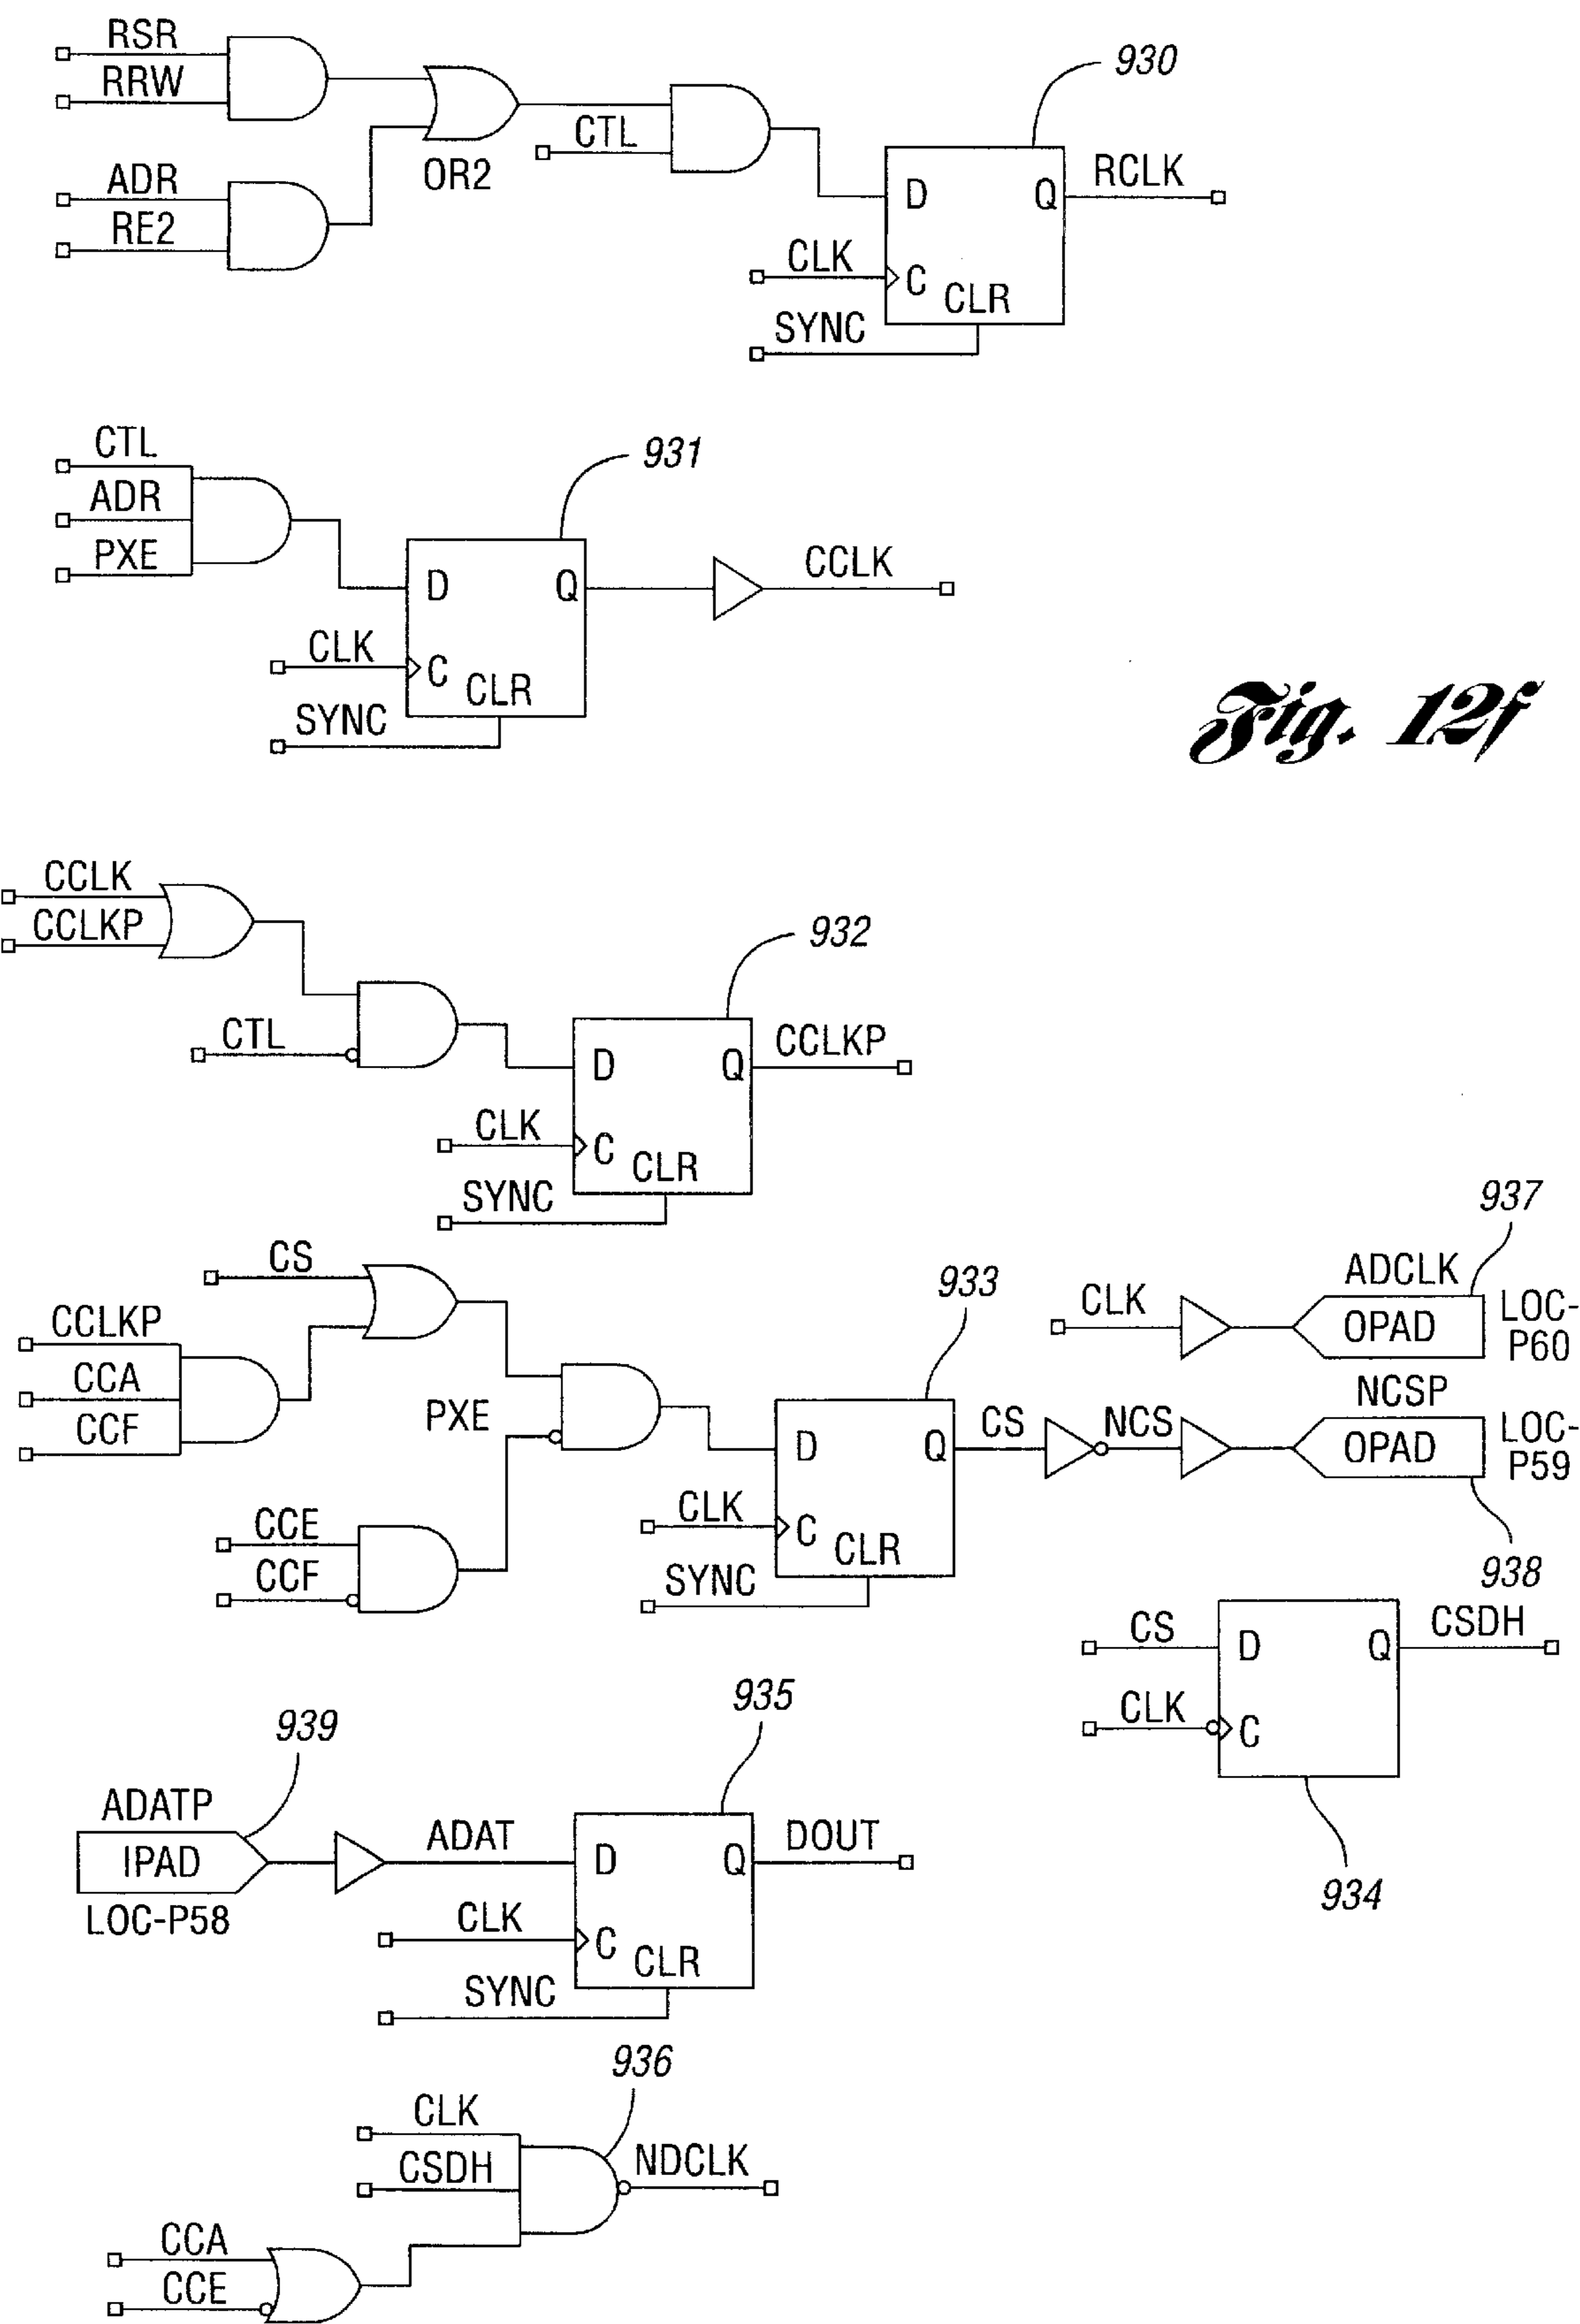 RSR
RRW
930
CTL
OR2
ADR
RE2
D Q
RCLK
CLK
C CLR
SYNC
CTL
ADR
PXE
931
D Q
CCLK
CLK
C CLR
SYNC
Fig. 12f
CCLK
CCLKP
932
CTL
D Q
CCLKP
CLK
C CLR
SYNC
CS
CCLKP
CCA
CCF
PXE
933
CCE
CCF
D Q
CS
NCS
CLK
C CLR
SYNC
937
ADCLK
CLK
OPAD
LOC-
P60
NCSP
OPAD
LOC-
P59
938
CS
D Q
CSDH
CLK
C
934
939
935
ADATP
IPAD
LOC-P58
ADAT
D Q
DOUT
CLK
C CLR
SYNC
936
CLK
CSDH
NDCLK
CCA
CCE